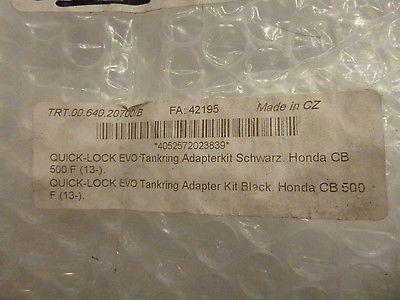 TRT.00.640.20700/B FA: 42195 Made in CZ
*4052572023839*
QUICK-LOCK EVO Tankring Adapterkit Schwarz. Honda CB
500 F (13-).
QUICK-LOCK EVO Tankring Adapter Kit Black. Honda CB 500
F (13-).